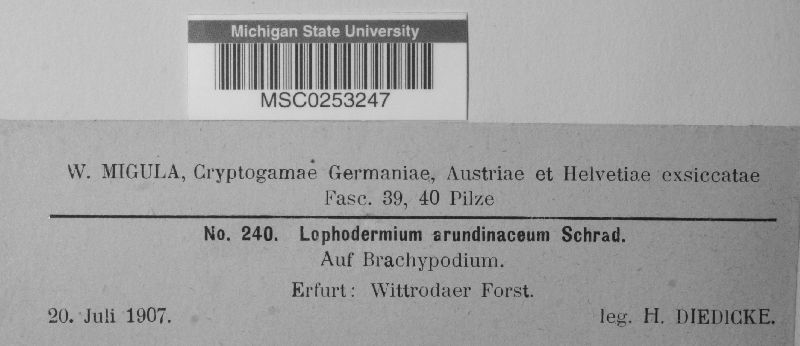 Michigan State University
MSC0253247
W. MIGULA, Cryptogamae Germaniae, Austriae et Helvetiae exsiccatae
Fasc. 39, 40 Pilze
No. 240. Lophodermium arundinaceum Schrad.
Auf Brachypodium.
Erfurt: Wittrodaer Forst.
20. Juli 1907. leg. H. DIEDICKE.